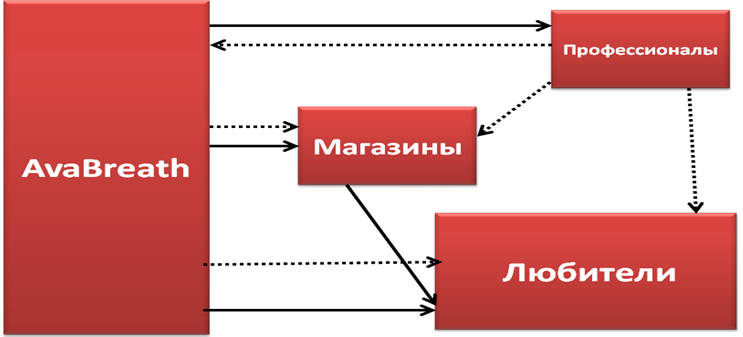 Профессионалы
Магазины
AvaBreath
Любители